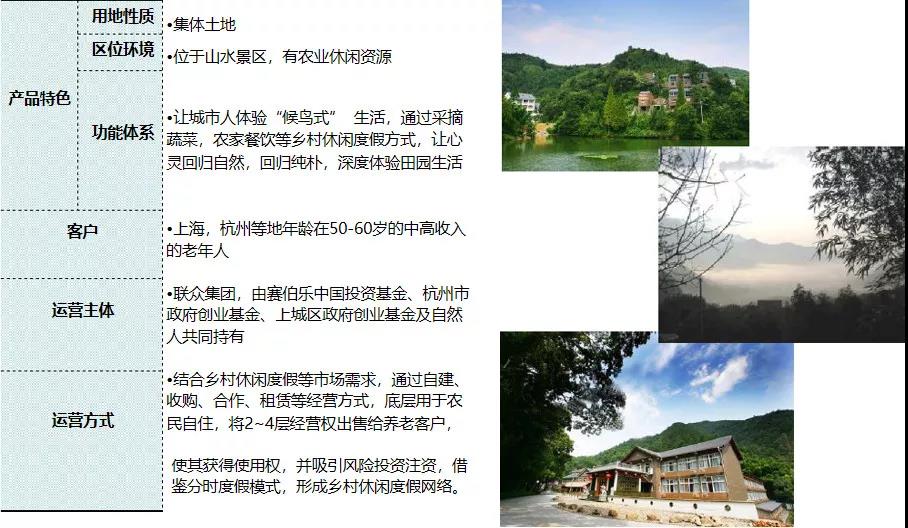 用地性质
•集体土地
区位环境
•位于山水景区，有农业休闲资源
产品特色
功能体系
•让城市人体验“候鸟式” 生活，通过采摘
蔬菜，农家餐饮等乡村休闲度假方式，让心
灵回归自然，回归纯朴，深度体验田园生活
客户
•上海，杭州等地年龄在50-60岁的中高收入
的老年人
运营主体
•联众集团，由赛伯乐中国投资基金、杭州市
政府创业基金、上城区政府创业基金及自然
人共同持有
运营方式
•结合乡村休闲度假等市场需求，通过自建、
收购、合作、租赁等经营方式，底层用于农
民自住，将2~4层经营权出售给养老客户，
使其获得使用权，并吸引风险投资注资，借
鉴分时度假模式，形成乡村休闲度假网络。